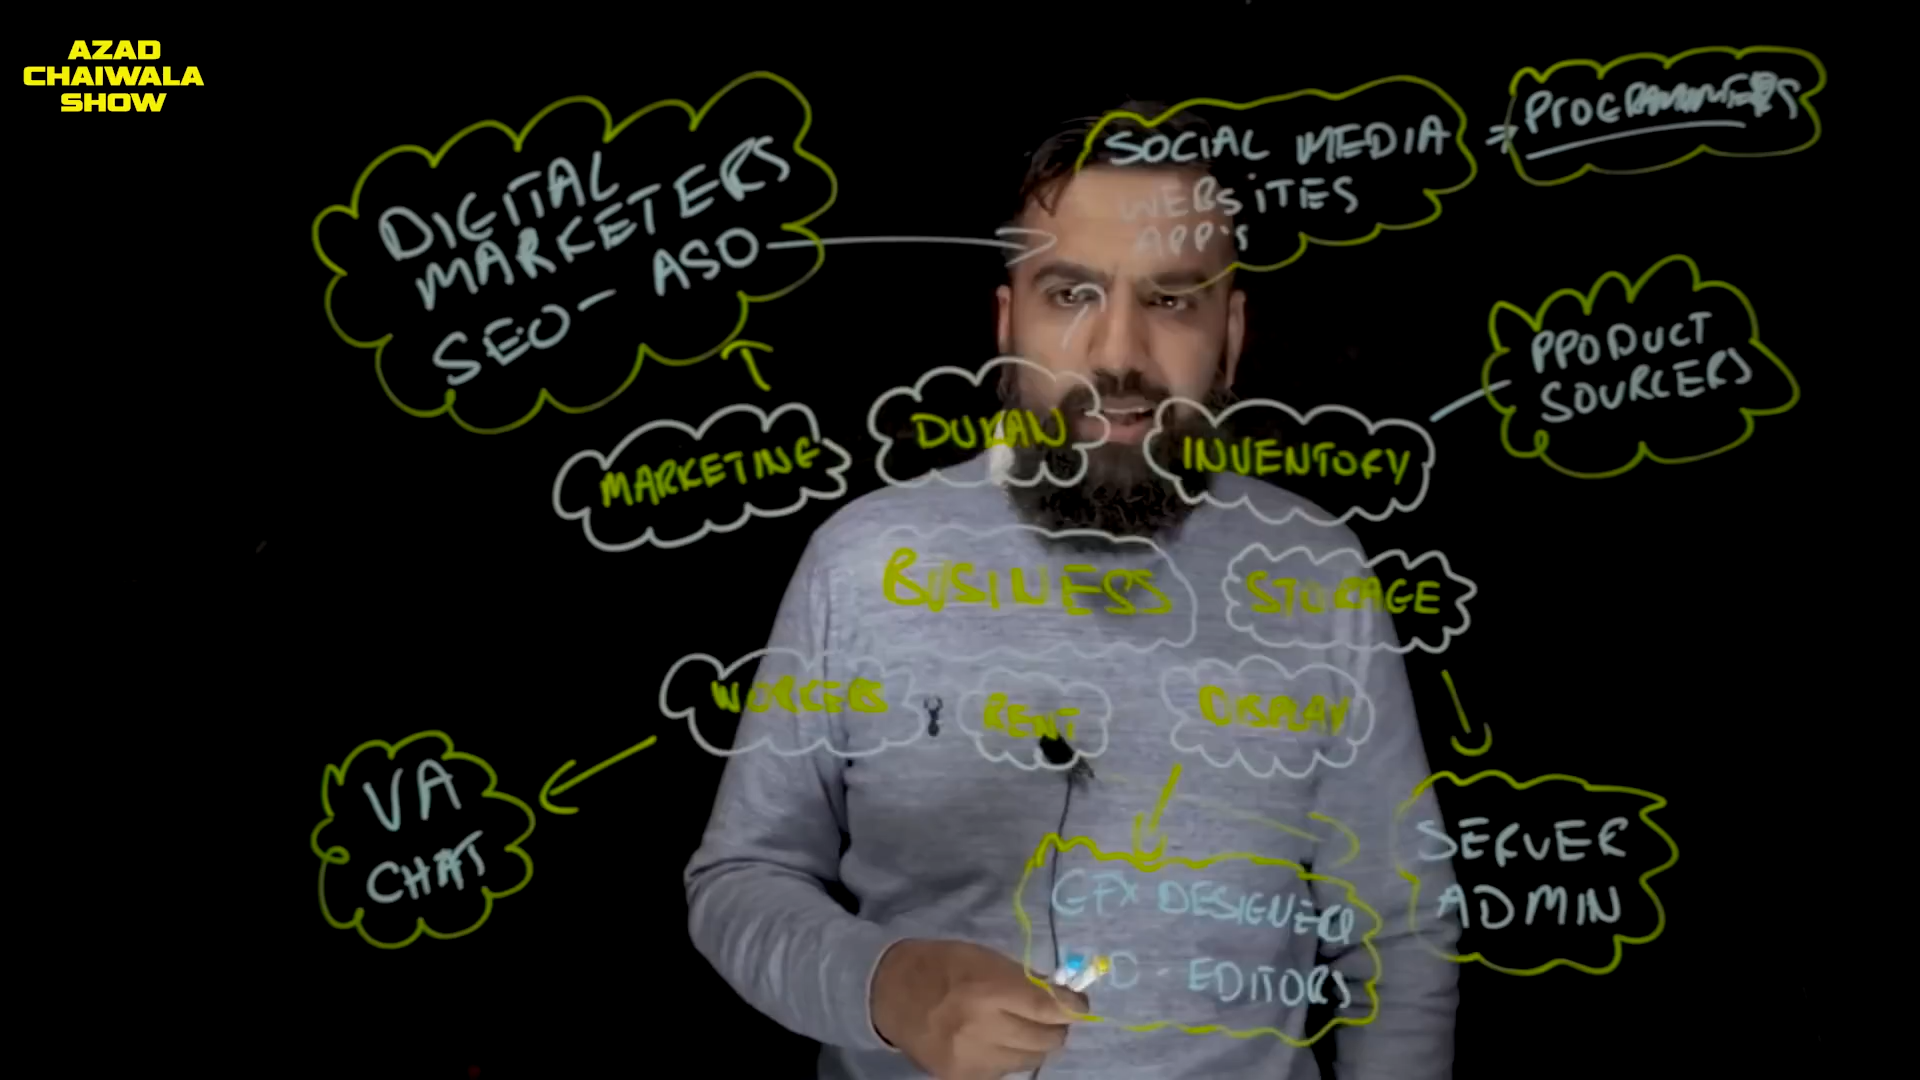 AZAD
CHAIWALA
SHOW
DIGITAL
MARKETERS
SEO - ASO
SOCIAL MEDIA
WEBSITES
APP'S
PROGRAMMERS
PRODUCT
SOURCERS
MARKETING
DUKAN
INVENTORY
BUSINESS
STORAGE
WORKERS
RENT
DISPLAY
VA
CHAT
GFX DESIGNER
VID - EDITORS
SERVER
ADMIN